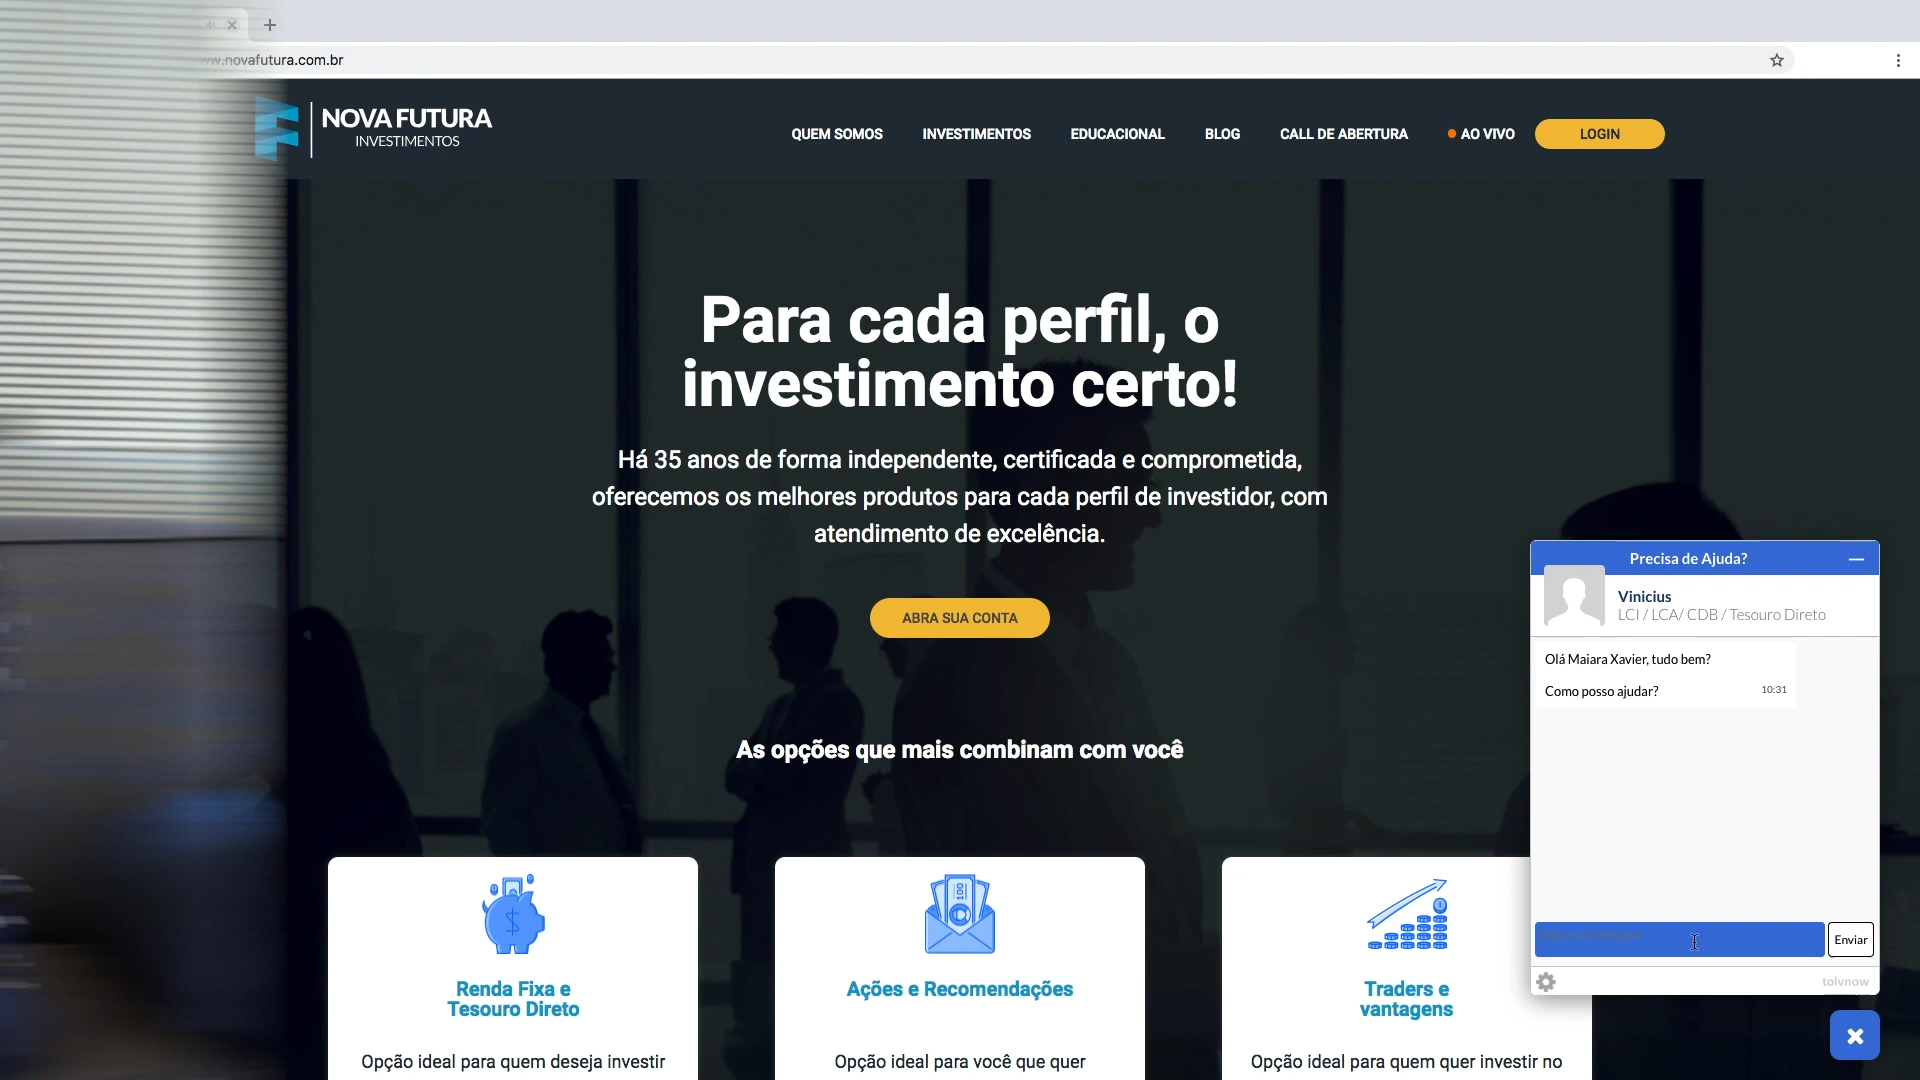 novafutura.com.br
NOVA FUTURA
INVESTIMENTOS
QUEM SOMOS
INVESTIMENTOS
EDUCACIONAL
BLOG
CALL DE ABERTURA
AO VIVO
LOGIN
Para cada perfil, o
investimento certo!
Há 35 anos de forma independente, certificada e comprometida,
oferecemos os melhores produtos para cada perfil de investidor, com
atendimento de excelência.
ABRA SUA CONTA
As opções que mais combinam com você
Renda Fixa e
Tesouro Direto
Opção ideal para quem deseja investir
Ações e Recomendações
Opção ideal para você que quer
Traders e
vantagens
Opção ideal para quem quer investir no
Precisa de Ajuda?
Vinicius
LCI / LCA/ CDB / Tesouro Direto
Olá Maiara Xavier, tudo bem?
Como posso ajudar? 10:31
Enviar
tolvnow